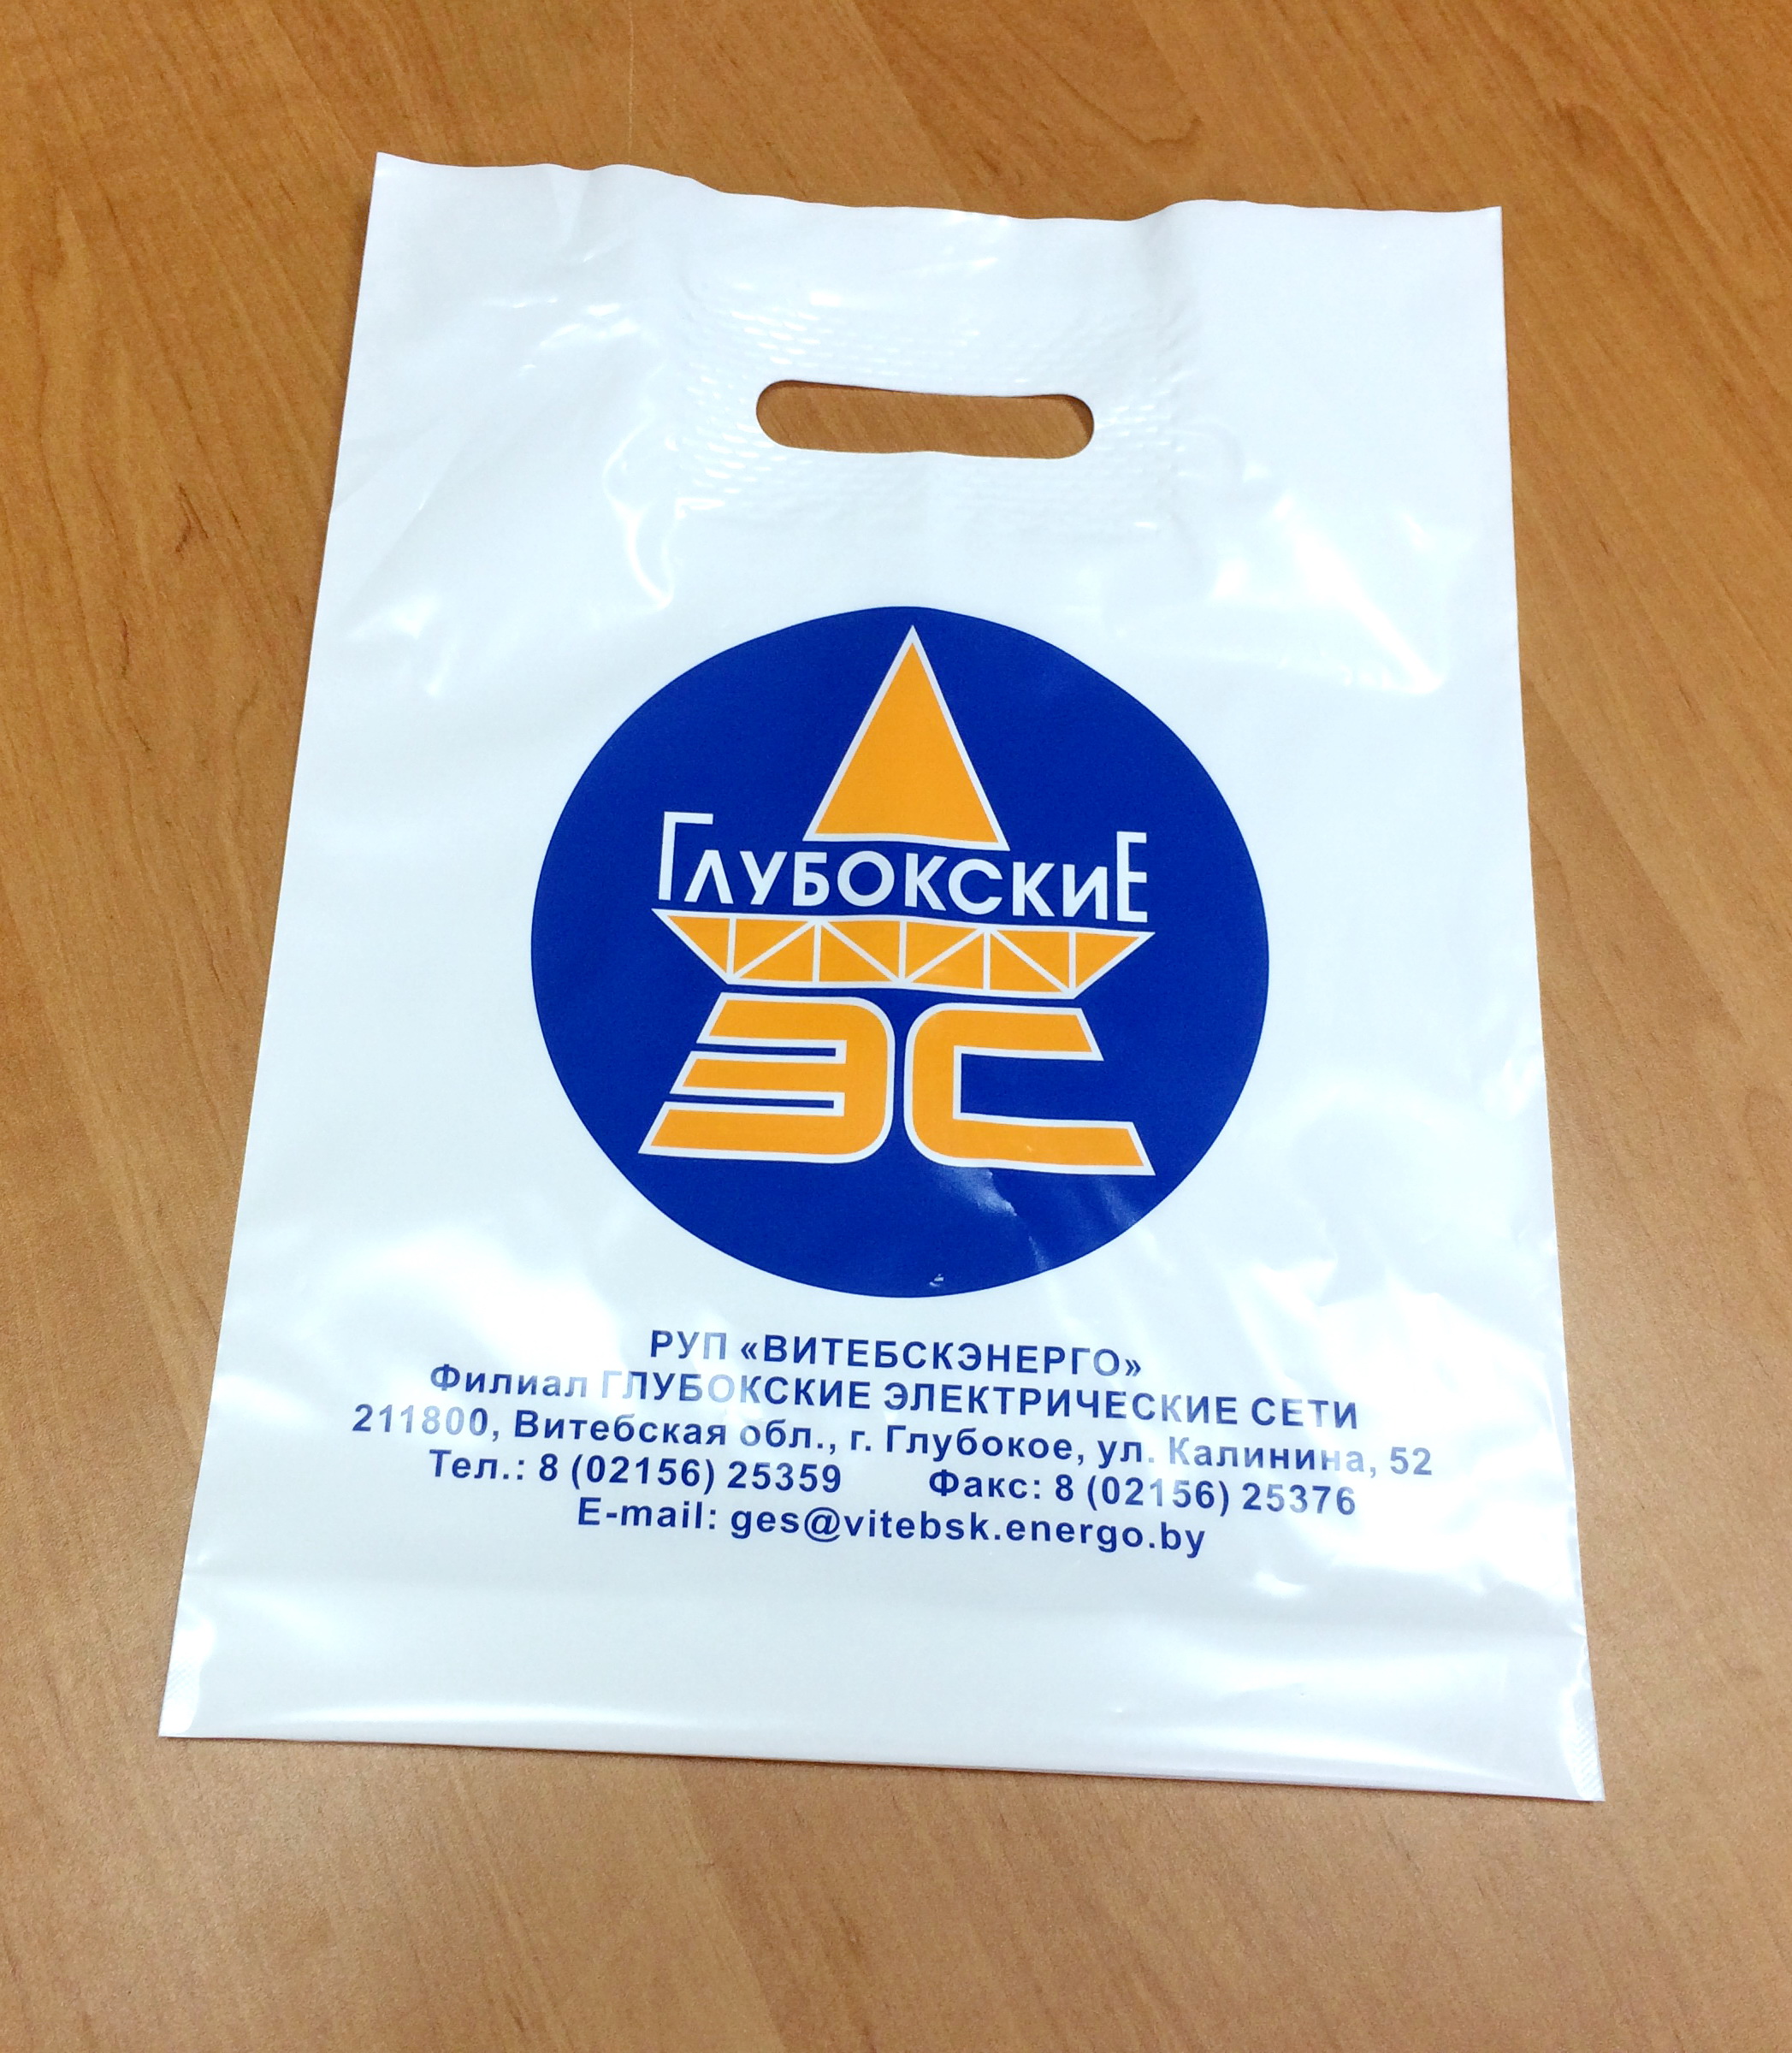 ГЛУБОКСКИЕ
ЭС
РУП «ВИТЕБСКЭНЕРГО»
Филиал ГЛУБОКСКИЕ ЭЛЕКТРИЧЕСКИЕ СЕТИ
211800, Витебская обл., г. Глубокое, ул. Калинина, 52
Тел.: 8 (02156) 25359 Факс: 8 (02156) 25376
E-mail: ges@vitebsk.energo.by